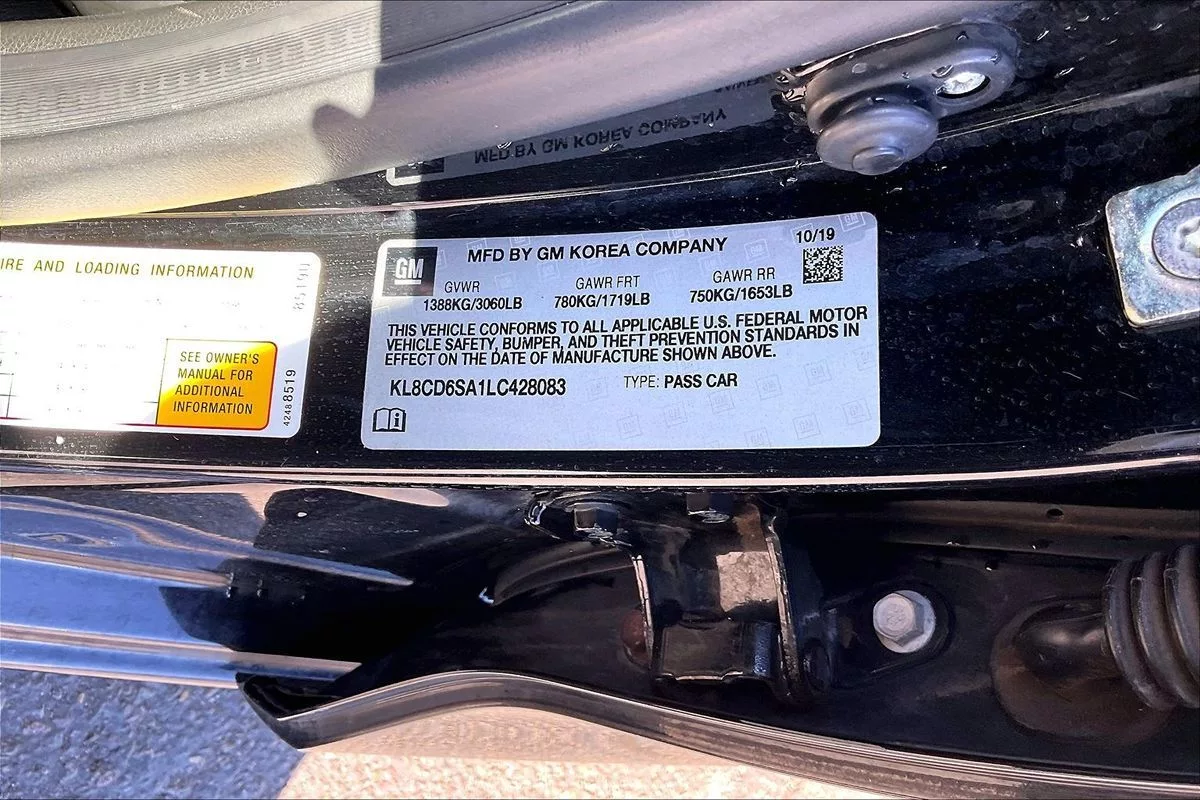 MFD BY GM KOREA COMPANY
IRE AND LOADING INFORMATION
85190
SEE OWNER'S
MANUAL FOR
ADDITIONAL
INFORMATION
42488519
GM
MFD BY GM KOREA COMPANY
10/19
GVWR GAWR FRT GAWR RR
1388KG/3060LB 780KG/1719LB 750KG/1653LB
THIS VEHICLE CONFORMS TO ALL APPLICABLE U.S. FEDERAL MOTOR
VEHICLE SAFETY, BUMPER, AND THEFT PREVENTION STANDARDS IN
EFFECT ON THE DATE OF MANUFACTURE SHOWN ABOVE.
KL8CD6SA1LC428083 TYPE: PASS CAR